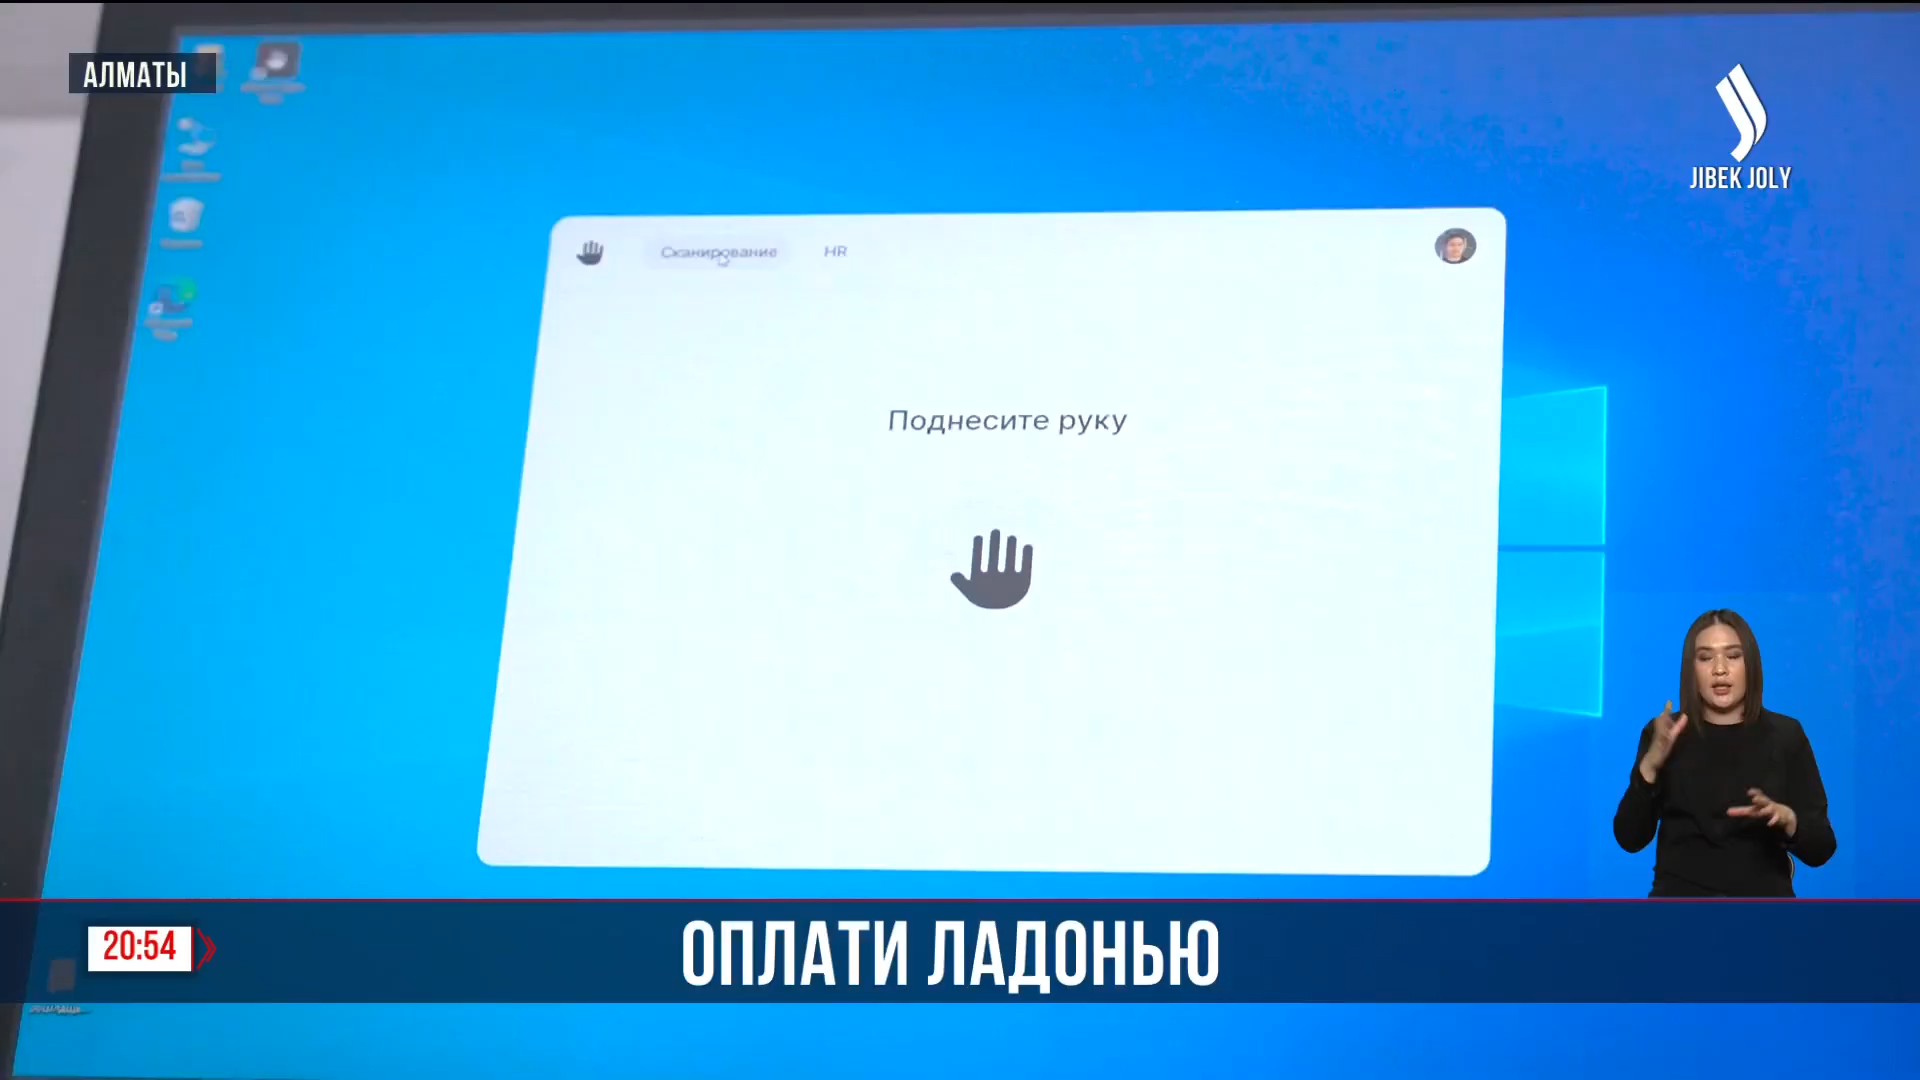 АЛМАТЫ
JIBEK JOLY
Сканирование
HR
Поднесите руку
20:54
ОПЛАТИ ЛАДОНЬЮ